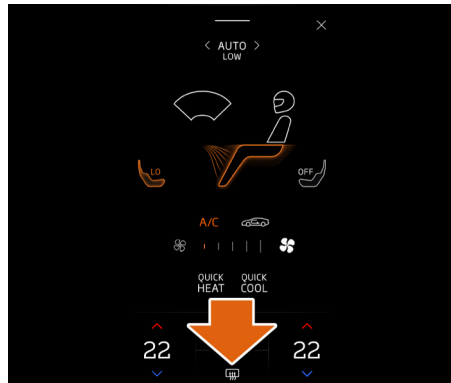 < AUTO >
LOW
LO
OFF
A/C
QUICK HEAT
QUICK COOL
22
22